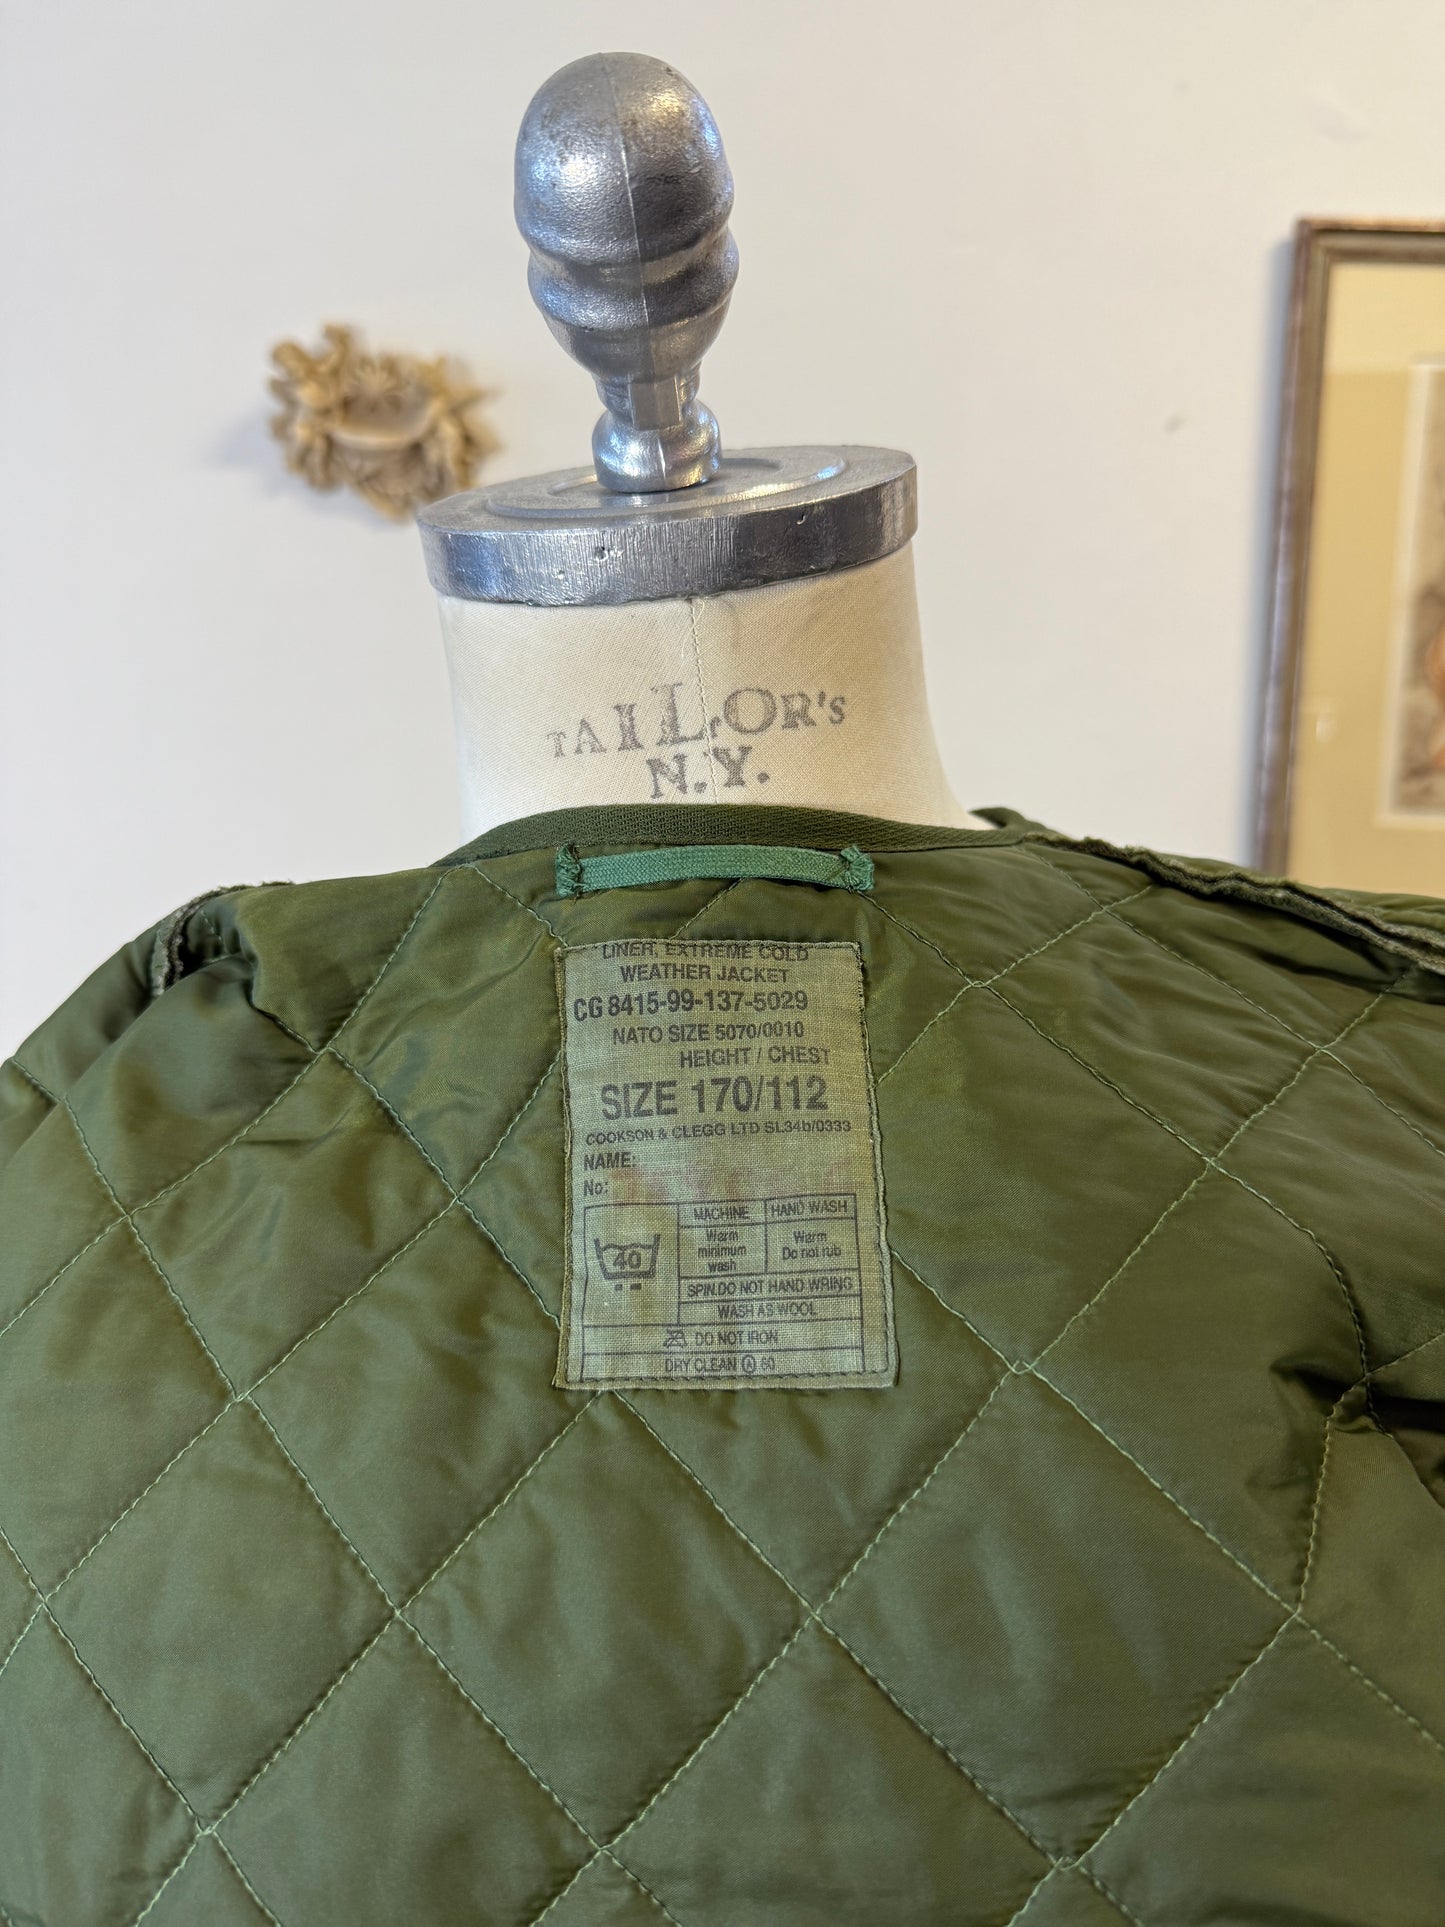 TAILOR'S
N.Y.
LINER, EXTREME COLD
WEATHER JACKET
CG 8415-99-137-5029
NATO SIZE 5070/0010
HEIGHT / CHEST
SIZE 170/112
COOKSON & CLEGG LTD SL34b/0333
NAME:
No:
MACHINE HAND WASH
Warm Warm
minimum Do not rub
wash
40
SPIN.DO NOT HAND WRING
WASH AS WOOL
DO NOT IRON
DRY CLEAN A 60